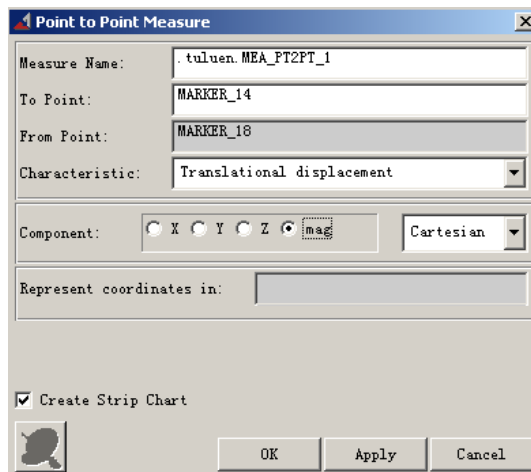 Point to Point Measure
Measure Name: .tuluen.MEA_PT2PT_1
To Point: MARKER_14
From Point: MARKER_18
Characteristic: Translational displacement
Component: X Y Z mag Cartesian
Represent coordinates in:
Create Strip Chart
OK Apply Cancel